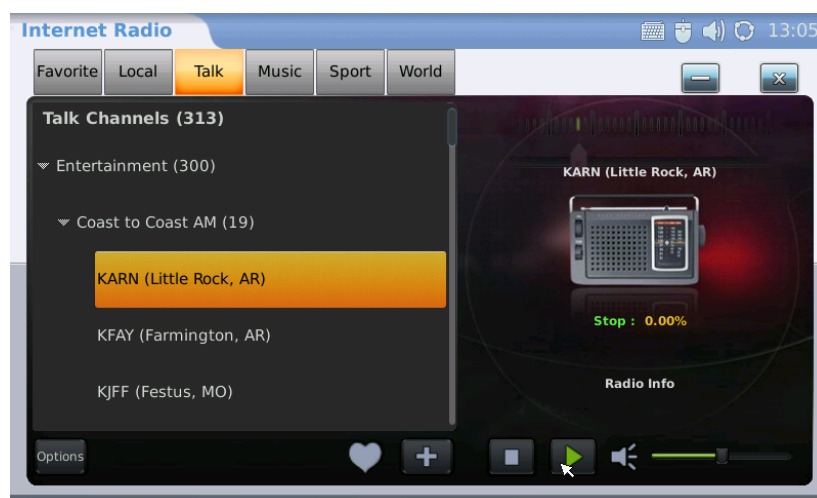 Internet Radio 13:05
Favorite Local Talk Music Sport World
Talk Channels (313)
Entertainment (300)
Coast to Coast AM (19)
KARN (Little Rock, AR)
KFAY (Farmington, AR)
KJFF (Festus, MO)
KARN (Little Rock, AR)
Stop : 0.00%
Radio Info
Options